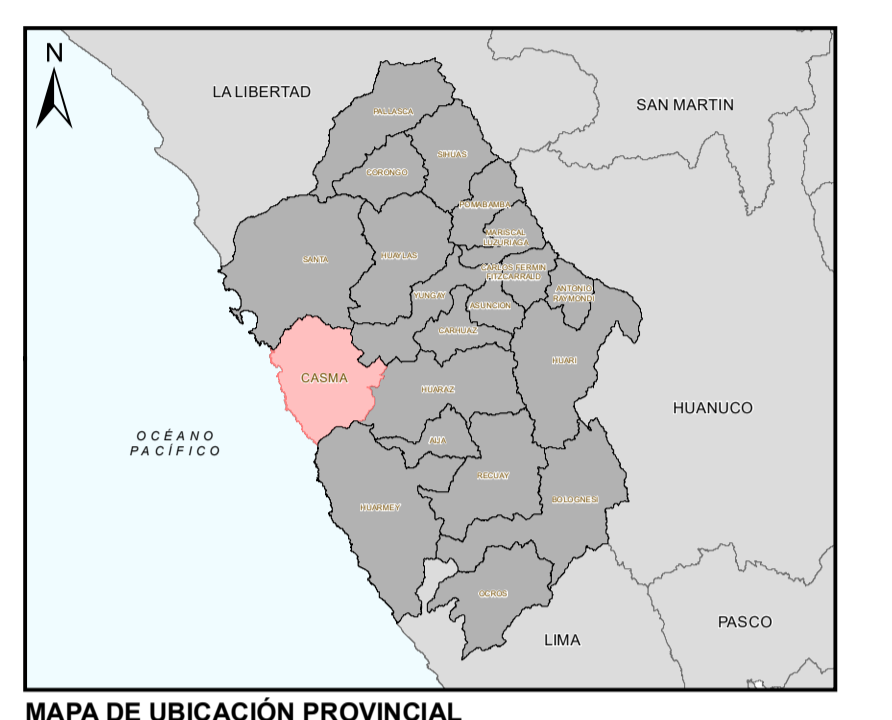 N
LA LIBERTAD
SAN MARTIN
PALLASCA
SIHUAS
CORONGO
POMABAMBA
MARISCAL
LUZURIAGA
SANTA
HUAYLAS
CARLOS FERMIN
FITZCARRALD
ANTONIO
RAYMONDI
YUNGAY
ASUNCION
CARHUAZ
HUARI
CASMA
HUARAZ
HUANUCO
OCÉANO
PACÍFICO
ALIA
RECUAY
BOLOGNESI
HUARMEY
OCROS
LIMA
PASCO
MAPA DE UBICACIÓN PROVINCIAL